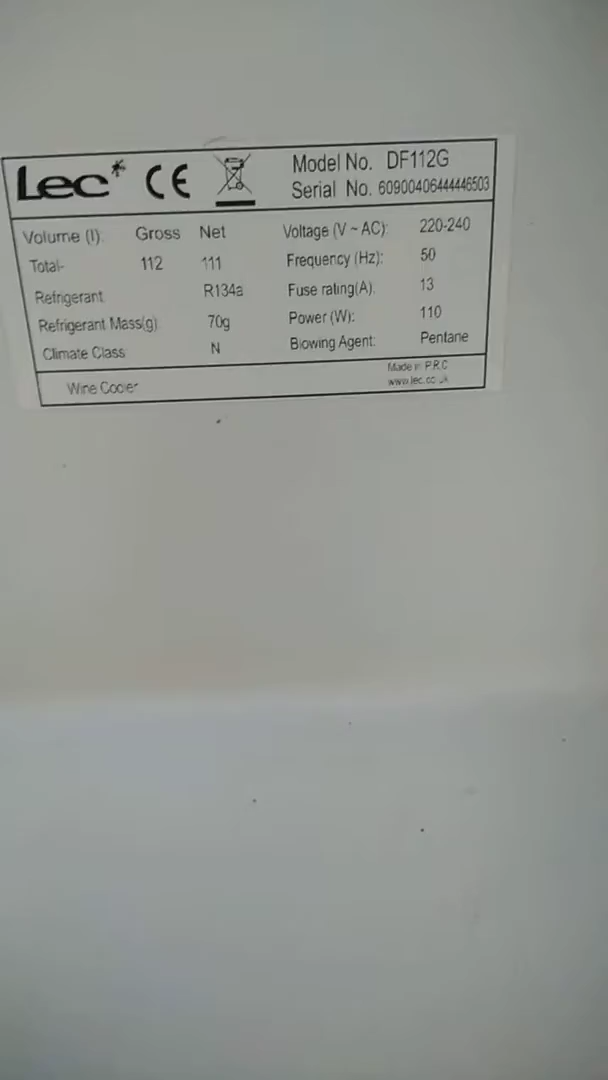 Lec* CE
Model No. DF112G
Serial No. 60900406444446503
Volume (l) Gross Net
Total- 112 111
Refrigerant R134a
Refrigerant Mass(g) 70g
Climate Class N
Voltage (V ~ AC): 220-240
Frequency (Hz): 50
Fuse rating(A). 13
Power (W): 110
Blowing Agent: Pentane
Wine Cooler
Made in P.R.C
www.lec.co.uk